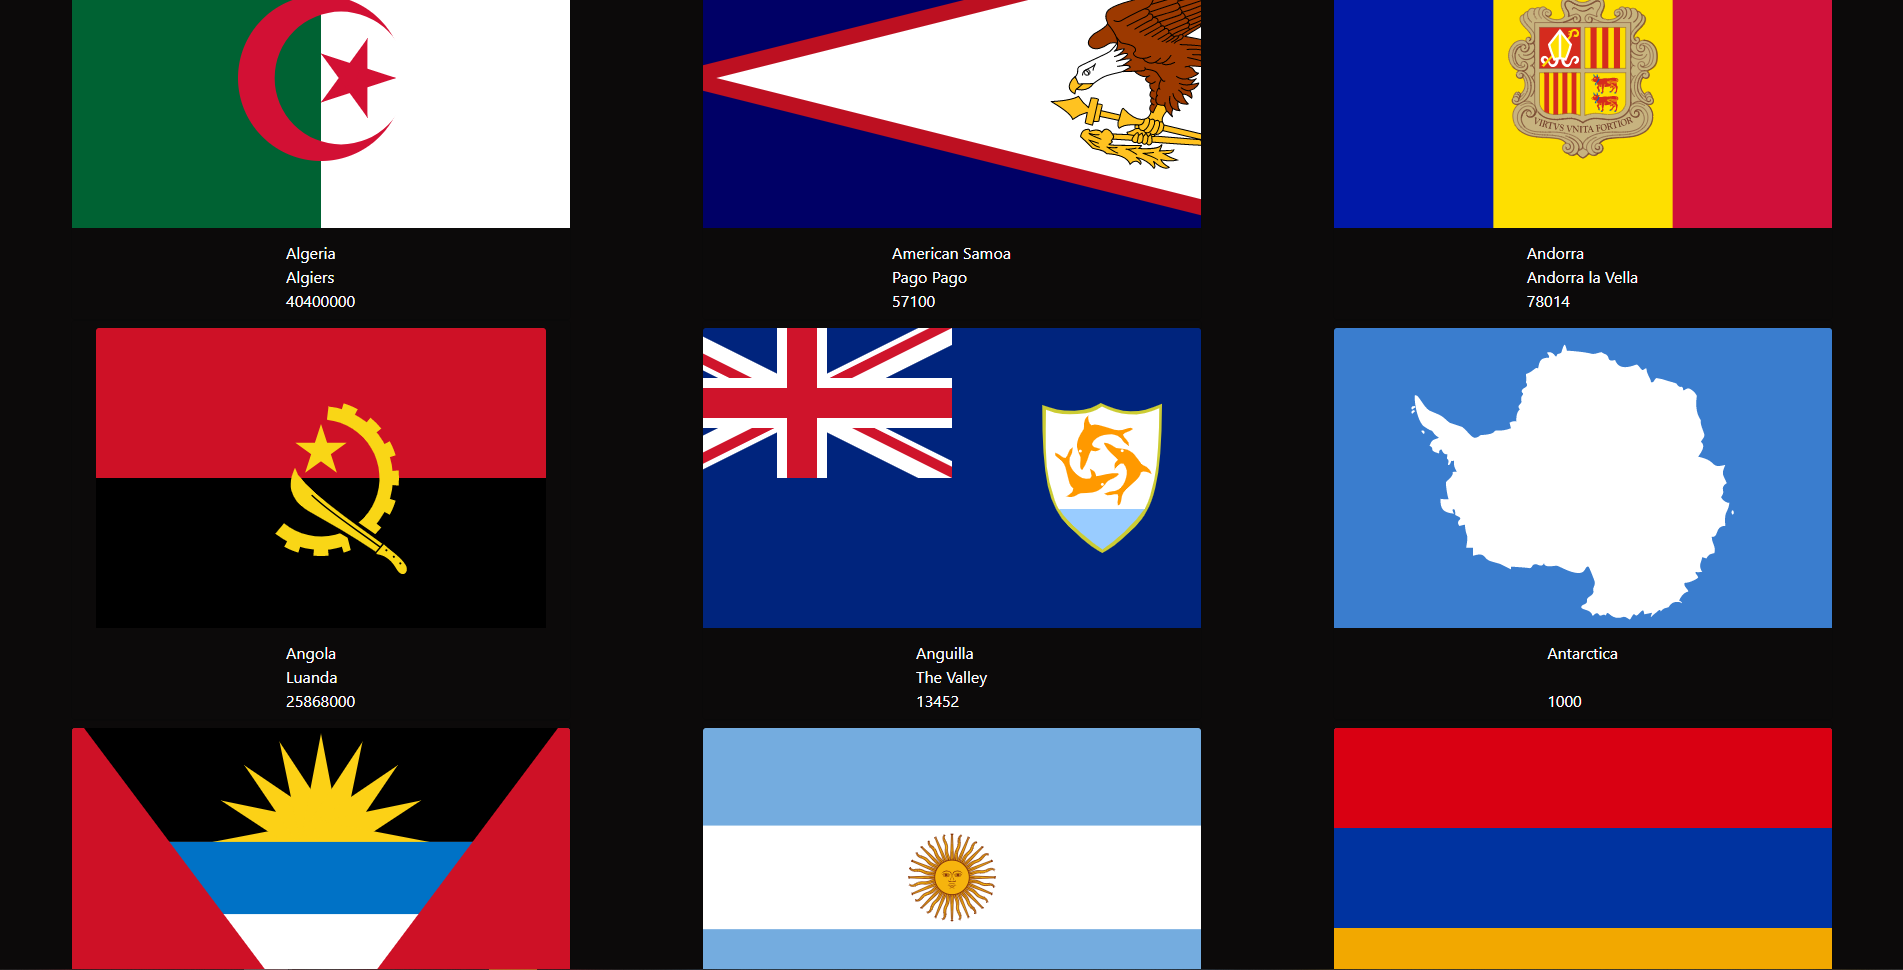 VIRTVS VNITA FORTIOR
Algeria
Algiers
40400000
American Samoa
Pago Pago
57100
Andorra
Andorra la Vella
78014
Angola
Luanda
25868000
Anguilla
The Valley
13452
Antarctica
1000